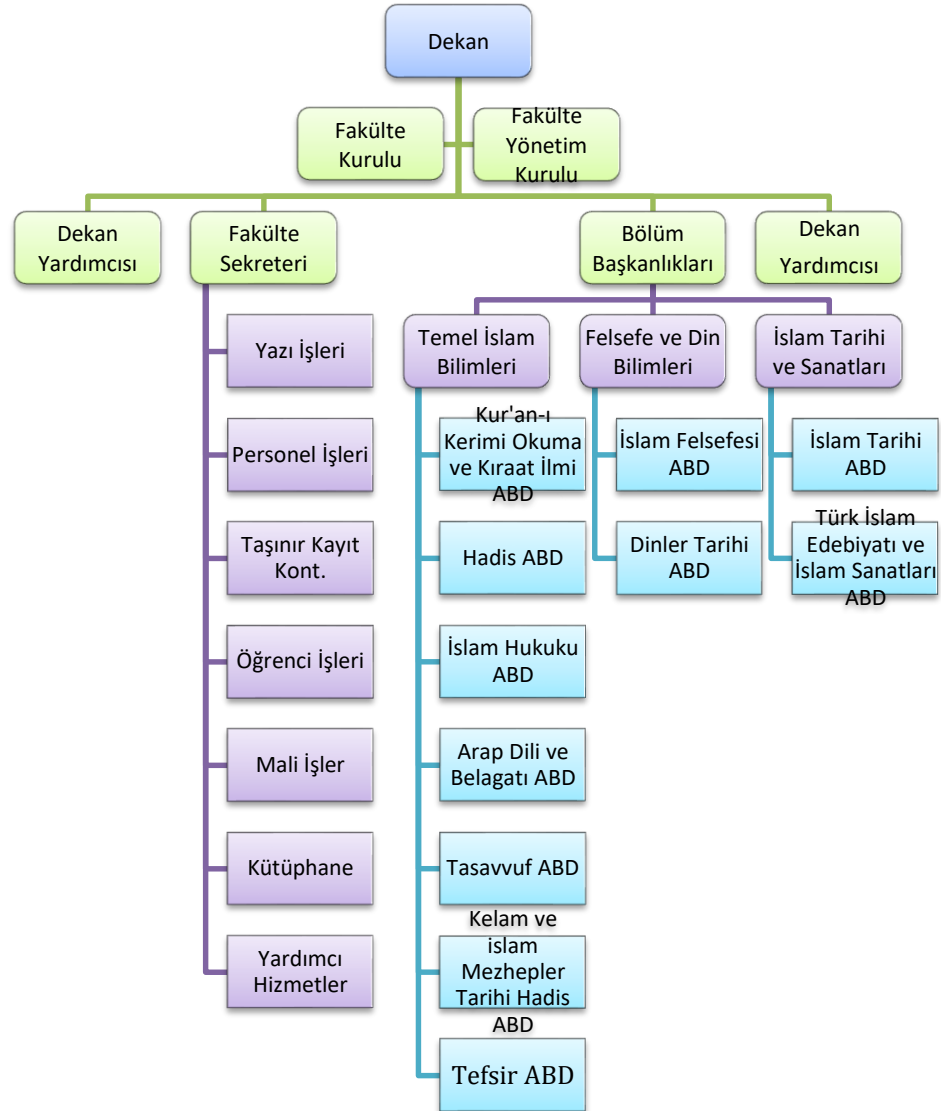 Dekan
Fakülte
Kurulu
Fakülte
Yönetim
Kurulu
Dekan
Yardımcısı
Fakülte
Sekreteri
Bölüm
Başkanlıkları
Dekan
Yardımcısı
Yazı İşleri
Personel İşleri
Taşınır Kayıt
Kont.
Öğrenci İşleri
Mali İşler
Kütüphane
Yardımcı
Hizmetler
Temel İslam
Bilimleri
Kur'an-ı
Kerimi Okuma
ve Kıraat İlmi
ABD
Hadis ABD
İslam Hukuku
ABD
Arap Dili ve
Belagatı ABD
Tasavvuf ABD
Kelam ve
islam
Mezhepler
Tarihi Hadis
ABD
Tefsir ABD
Felsefe ve Din
Bilimleri
İslam Felsefesi
ABD
Dinler Tarihi
ABD
İslam Tarihi
ve Sanatları
İslam Tarihi
ABD
Türk İslam
Edebiyatı ve
İslam Sanatları
ABD